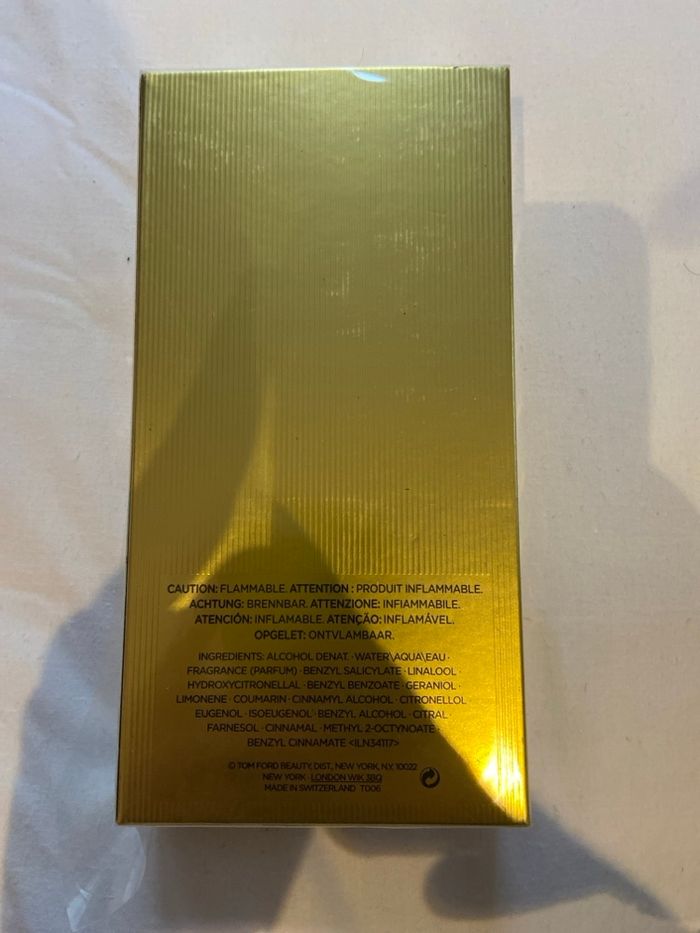 CAUTION: FLAMMABLE. ATTENTION : PRODUIT INFLAMMABLE.
ACHTUNG: BRENNBAR. ATTENZIONE: INFIAMMABILE.
ATENCIÓN: INFLAMABLE. ATENÇÃO: INFLAMÁVEL.
OPGELET: ONTVLAMBAAR.
INGREDIENTS: ALCOHOL DENAT. · WATER\AQUA\EAU ·
FRAGRANCE (PARFUM) · BENZYL SALICYLATE · LINALOOL ·
HYDROXYCITRONELLAL · BENZYL BENZOATE · GERANIOL ·
LIMONENE · COUMARIN · CINNAMYL ALCOHOL · CITRONELLOL
EUGENOL · ISOEUGENOL · BENZYL ALCOHOL · CITRAL ·
FARNESOL · CINNAMAL · METHYL 2-OCTYNOATE ·
BENZYL CINNAMATE <ILN34117>
© TOM FORD BEAUTY, DIST., NEW YORK, N.Y. 10022
NEW YORK · LONDON W1K 3BQ
MADE IN SWITZERLAND T006